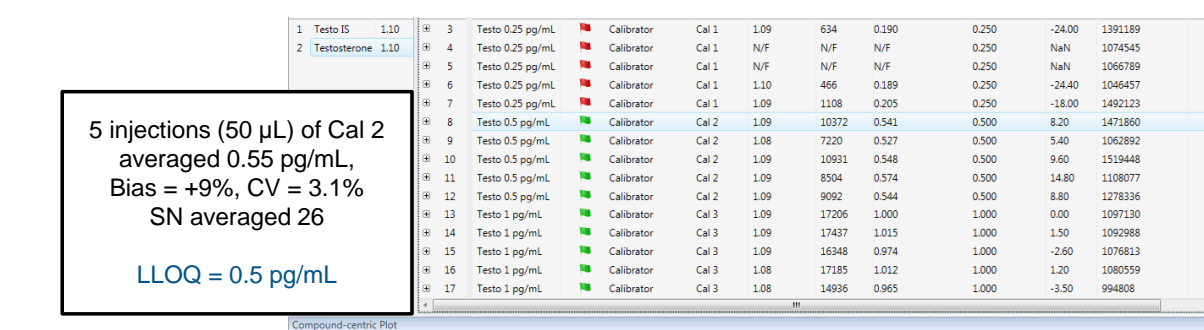 1 Testo IS 1.10
2 Testosterone 1.10
3 Testo 0.25 pg/mL Calibrator Cal 1 1.09 634 0.190 0.250 -24.00 1391189
4 Testo 0.25 pg/mL Calibrator Cal 1 N/F N/F N/F 0.250 NaN 1074545
5 Testo 0.25 pg/mL Calibrator Cal 1 N/F N/F N/F 0.250 NaN 1066789
6 Testo 0.25 pg/mL Calibrator Cal 1 1.10 466 0.189 0.250 -24.40 1046457
7 Testo 0.25 pg/mL Calibrator Cal 1 1.09 1108 0.205 0.250 -18.00 1492123
8 Testo 0.5 pg/mL Calibrator Cal 2 1.09 10372 0.541 0.500 8.20 1471860
9 Testo 0.5 pg/mL Calibrator Cal 2 1.08 7220 0.527 0.500 5.40 1062892
10 Testo 0.5 pg/mL Calibrator Cal 2 1.09 10931 0.548 0.500 9.60 1519448
11 Testo 0.5 pg/mL Calibrator Cal 2 1.09 8504 0.574 0.500 14.80 1108077
12 Testo 0.5 pg/mL Calibrator Cal 2 1.09 9092 0.544 0.500 8.80 1278336
13 Testo 1 pg/mL Calibrator Cal 3 1.09 17206 1.000 1.000 0.00 1097130
14 Testo 1 pg/mL Calibrator Cal 3 1.09 17437 1.015 1.000 1.50 1092988
15 Testo 1 pg/mL Calibrator Cal 3 1.09 16348 0.974 1.000 -2.60 1076813
16 Testo 1 pg/mL Calibrator Cal 3 1.08 17185 1.012 1.000 1.20 1080559
17 Testo 1 pg/mL Calibrator Cal 3 1.08 14936 0.965 1.000 -3.50 994808
5 injections (50 µL) of Cal 2
averaged 0.55 pg/mL,
Bias = +9%, CV = 3.1%
SN averaged 26
LLOQ = 0.5 pg/mL
Compound-centric Plot